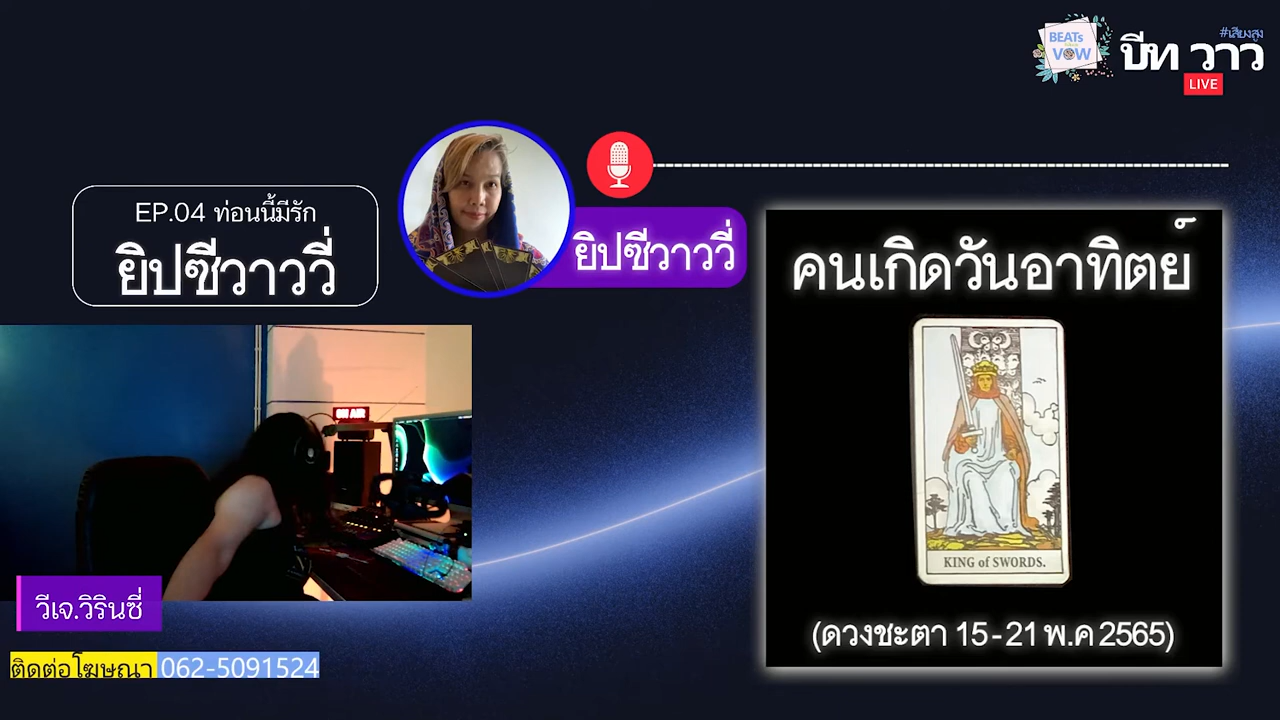 BEATs
VOW
#เสียงสูง
บีท วาว
LIVE
EP.04 ท่อนนี้มีรัก
ยิปซีวาววี่
ยิปซีวาววี่
คนเกิดวันอาทิตย์
KING of SWORDS.
(ดวงชะตา 15 - 21 พ.ค 2565)
ON AIR
วีเจ.วิรินซี่
ติดต่อโฆษณา 062-5091524